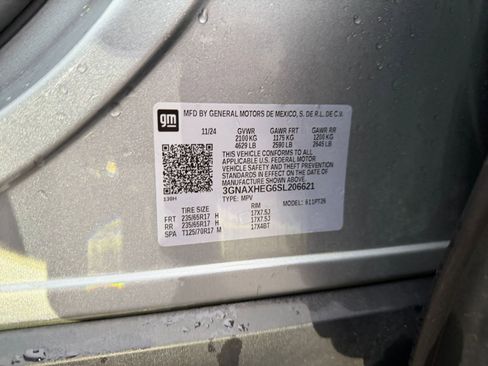 gm
MFD BY GENERAL MOTORS DE MEXICO, S. DE R.L. DE C.V.
11/24 GVWR GAWR FRT GAWR RR
2100 KG 1175 KG 1200 KG
4629 LB 2590 LB 2645 LB
THIS VEHICLE CONFORMS TO ALL
APPLICABLE U.S. FEDERAL MOTOR
VEHICLE SAFETY AND THEFT
PREVENTION STANDARDS IN EFFECT ON
THE DATE OF MANUFACTURE SHOWN ABOVE.
3GNAXHEG6SL206621
TYPE: MPV MODEL:
TIRE SIZE RIM
FRT 235/65R17 H 17X7.5J
RR 235/65R17 H 17X7.5J
SPA T125/70R17 M 17X4BT